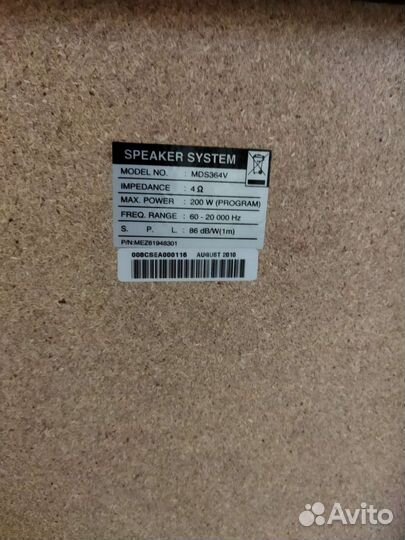 SPEAKER SYSTEM
MODEL NO. : MDS364V
IMPEDANCE : 4 Ω
MAX. POWER : 200 W (PROGRAM)
FREQ. RANGE : 60 - 20 000 Hz
S. P. L. : 86 dB/W(1m)
P/N:MEZ61948301
008CSEA000116 AUGUST 2010
Avito